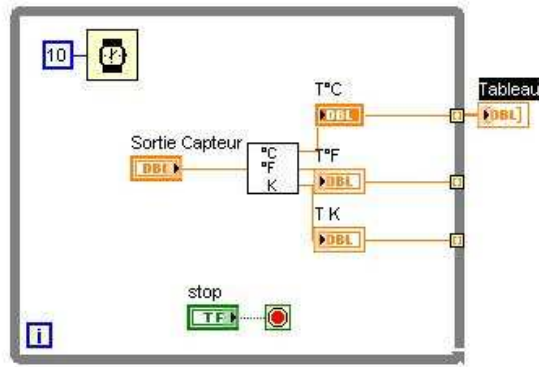 10
T°C
Tableau
DBL
[DBL]
Sortie Capteur
°C
°F
K
DBL
T°F
DBL
T K
DBL
stop
TF
i